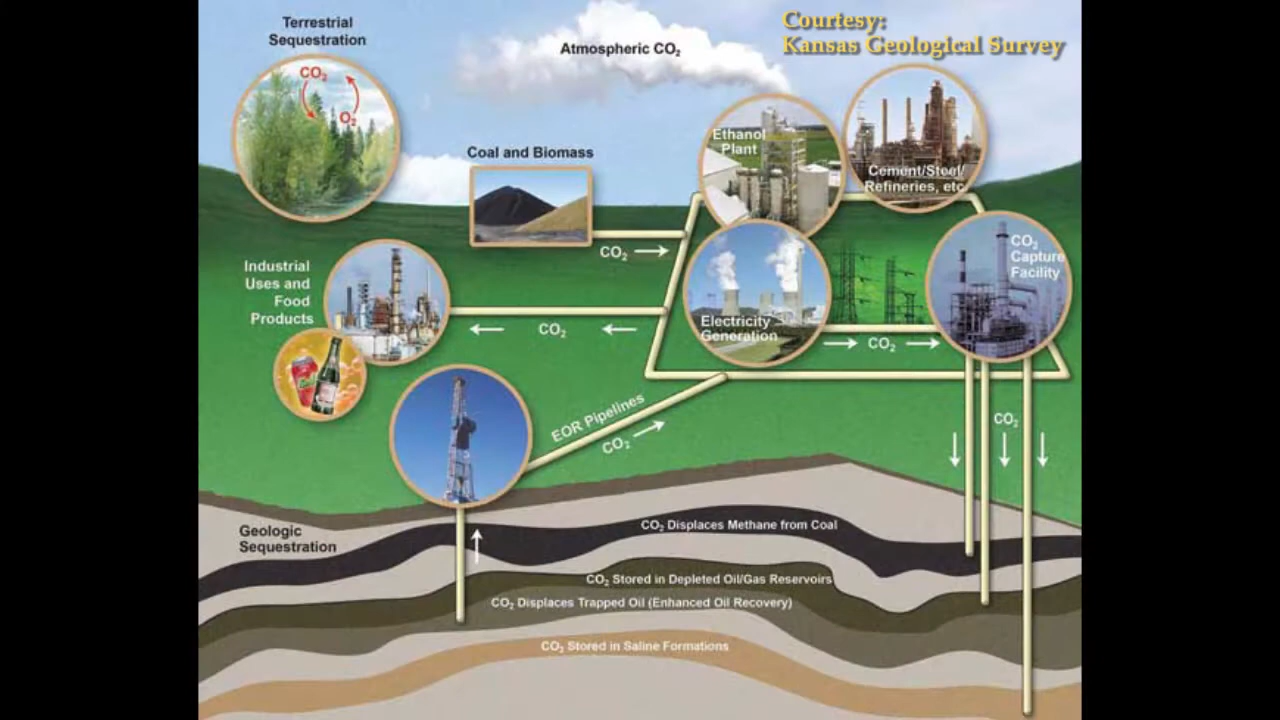 Terrestrial
Sequestration
Courtesy:
Kansas Geological Survey
Atmospheric CO₂
CO₂
O₂
Coal and Biomass
Ethanol
Plant
Cement/Steel/
Refineries, etc
CO₂
CO₂
Capture
Facility
Industrial
Uses and
Food
Products
CO₂
Electricity
Generation
CO₂
EOR Pipelines
CO₂
CO₂
Geologic
Sequestration
CO₂ Displaces Methane from Coal
CO₂ Stored in Depleted Oil/Gas Reservoirs
CO₂ Displaces Trapped Oil (Enhanced Oil Recovery)
CO₂ Stored in Saline Formations